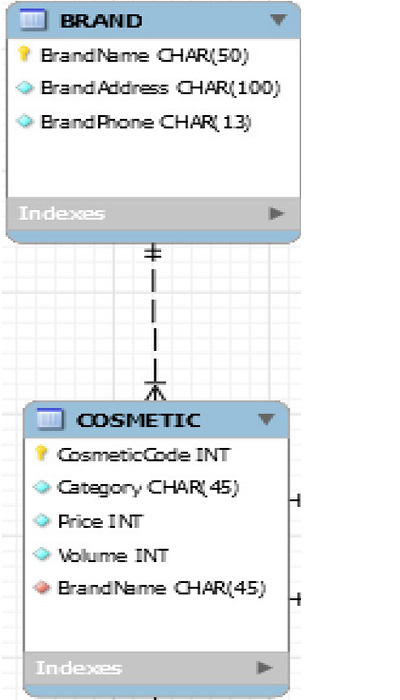 BRAND
BrandName CHAR(50)
BrandAddress CHAR(100)
BrandPhone CHAR(13)
Indexes
COSMETIC
CosmeticCode INT
Category CHAR(45)
Price INT
Volume INT
BrandName CHAR(45)
Indexes